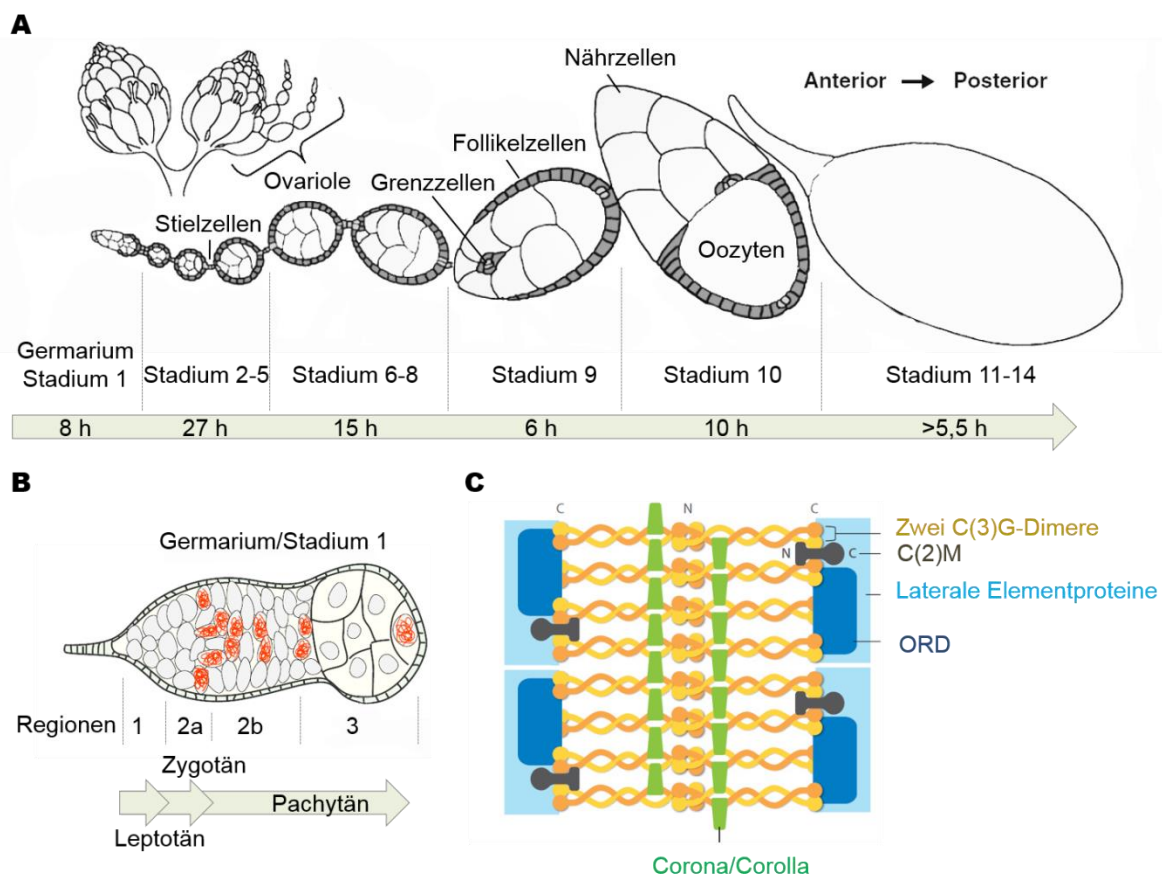 A
Nährzellen
Anterior → Posterior
Follikelzellen
Ovariole
Grenzzellen
Stielzellen
Oozyten
Germarium
Stadium 1
Stadium 2-5
Stadium 6-8
Stadium 9
Stadium 10
Stadium 11-14
8 h
27 h
15 h
6 h
10 h
>5,5 h
B
Germarium/Stadium 1
Regionen
1
2a
2b
3
Zygotän
Pachytän
Leptotän
C
C
N
C
Zwei C(3)G-Dimere
N
C
C(2)M
Laterale Elementproteine
ORD
Corona/Corolla